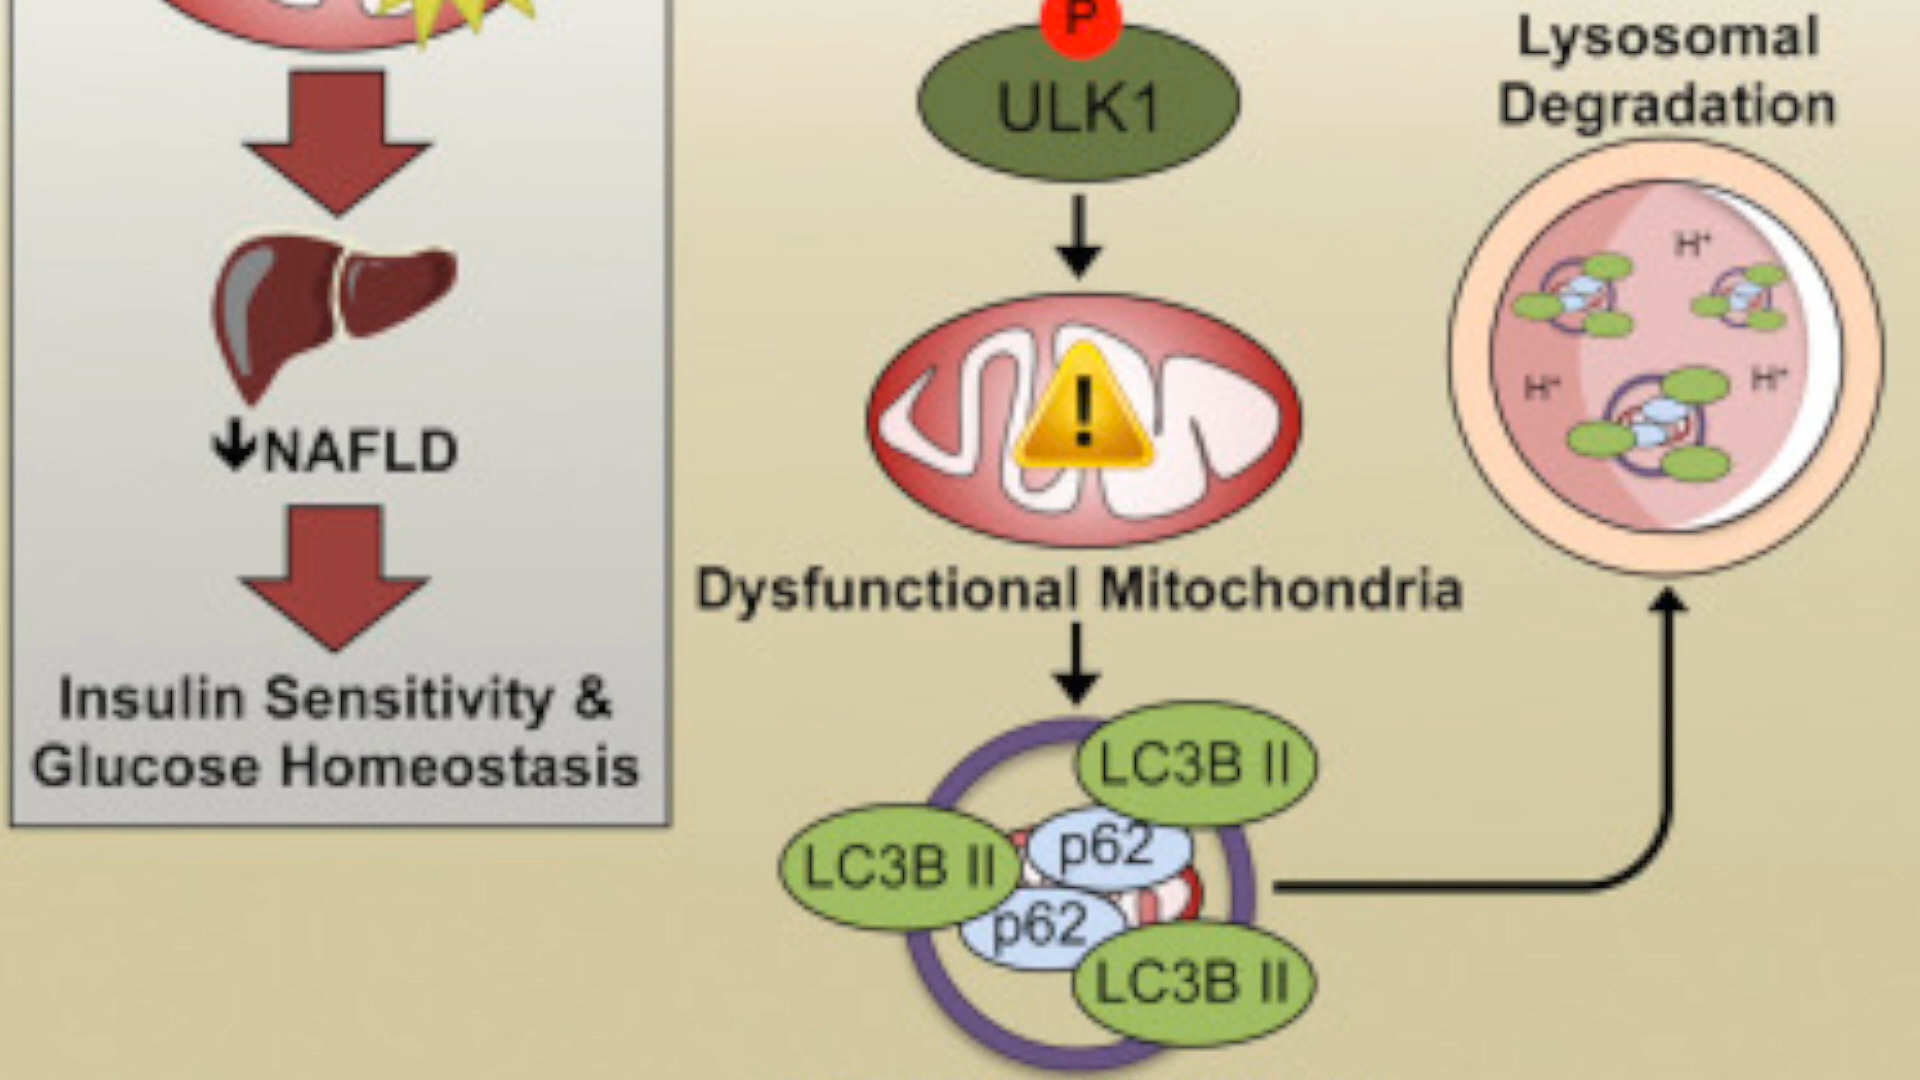 ↓NAFLD
Insulin Sensitivity &
Glucose Homeostasis
P
ULK1
Dysfunctional Mitochondria
!
LC3B II
LC3B II
p62
p62
LC3B II
Lysosomal
Degradation
H⁺
H⁺
H⁺